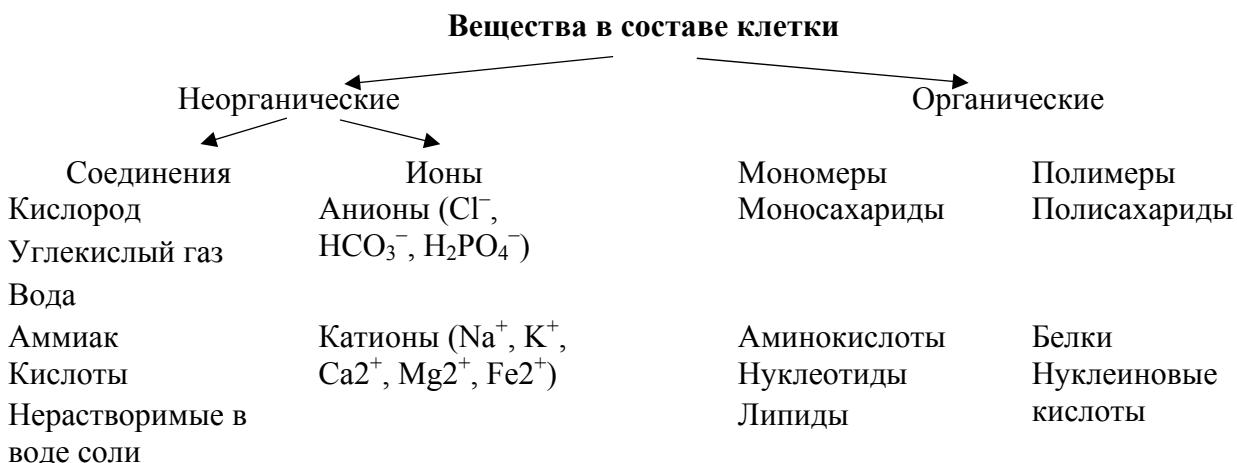 Вещества в составе клетки
Неорганические Органические
Соединения Ионы Мономеры Полимеры
Кислород Анионы (Cl⁻, Моносахариды Полисахариды
Углекислый газ HCO₃⁻, H₂PO₄⁻)
Вода
Аммиак Катионы (Na⁺, K⁺, Аминокислоты Белки
Кислоты Ca2⁺, Mg2⁺, Fe2⁺) Нуклеотиды Нуклеиновые
Нерастворимые в Липиды кислоты
воде соли